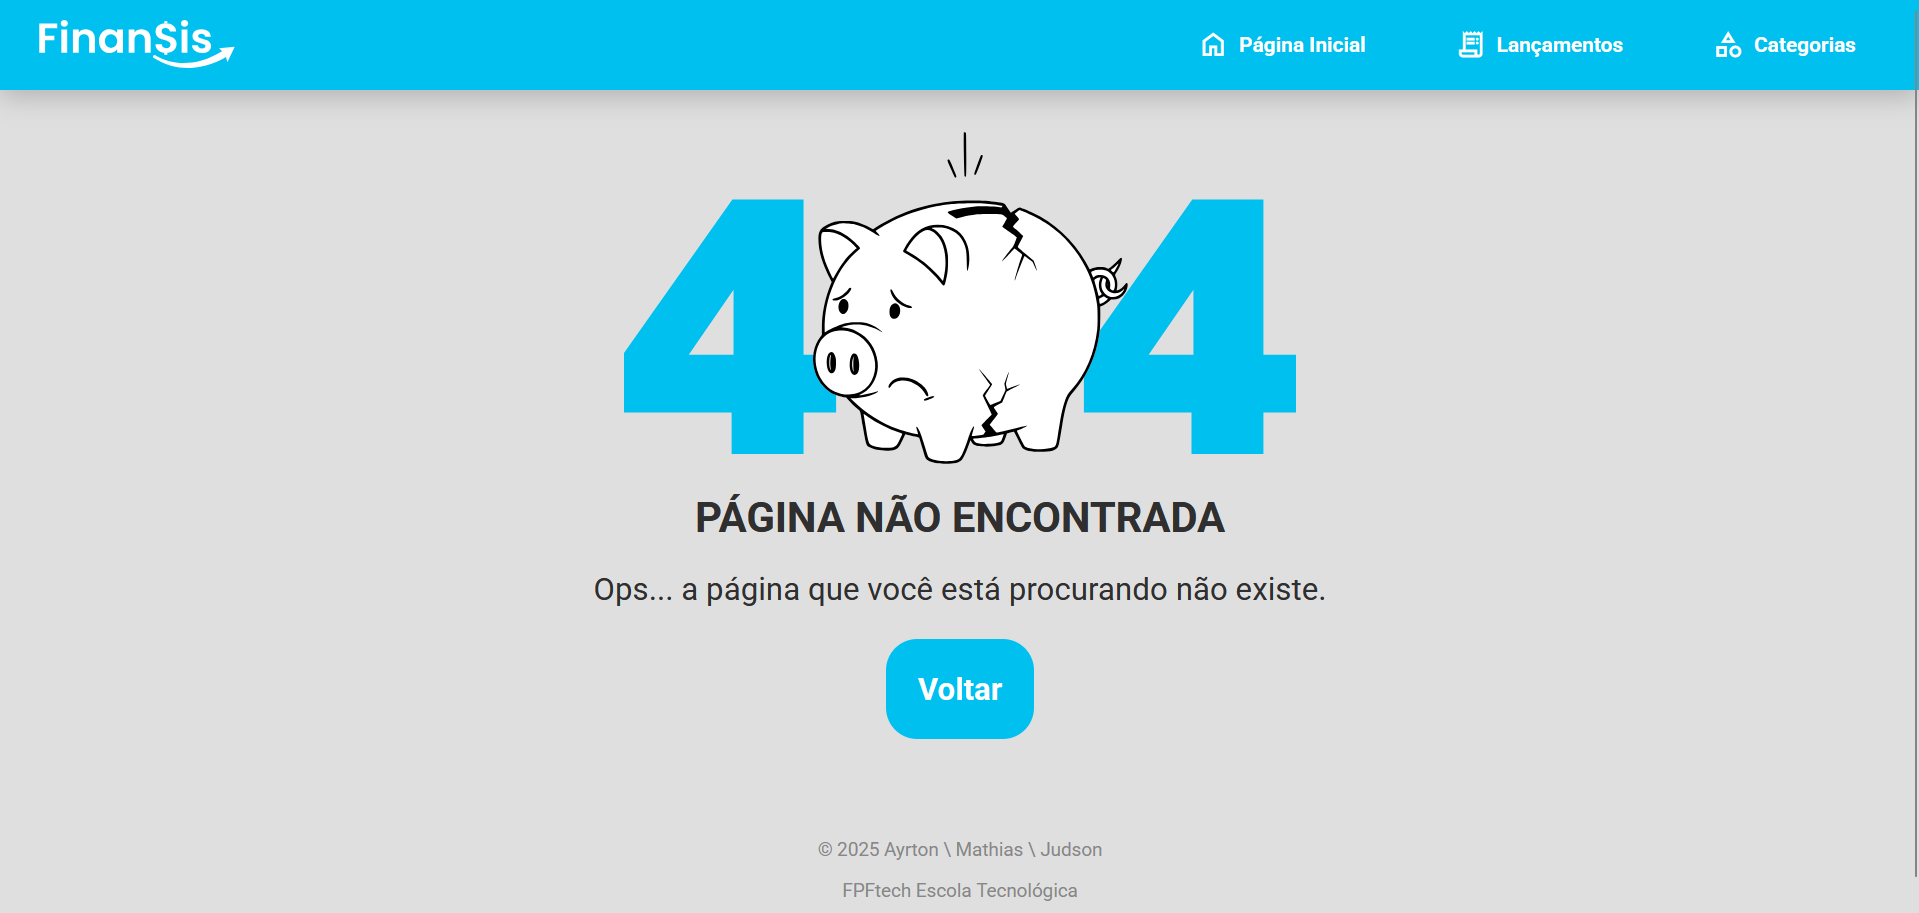 Finan$is
Página Inicial
Lançamentos
Categorias
4 4
PÁGINA NÃO ENCONTRADA
Ops... a página que você está procurando não existe.
Voltar
© 2025 Ayrton \ Mathias \ Judson
FPFtech Escola Tecnológica